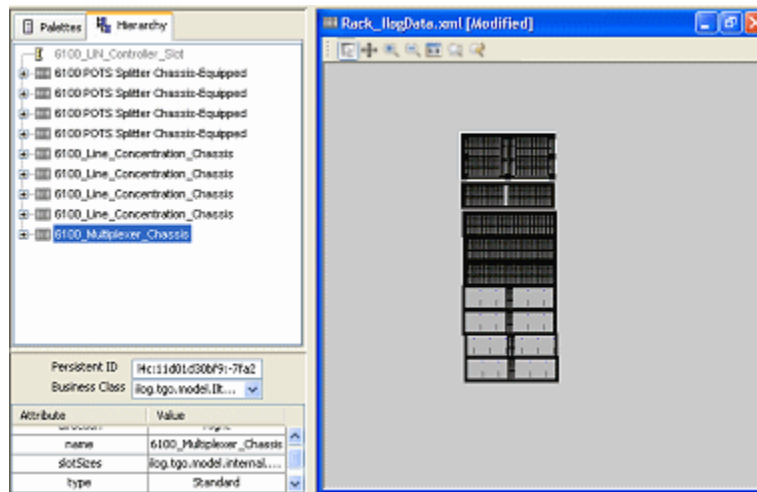 Palettes Hierarchy
6100_LIN_Controller_Slot
6100 POTS Splitter Chassis-Equipped
6100 POTS Splitter Chassis-Equipped
6100 POTS Splitter Chassis-Equipped
6100 POTS Splitter Chassis-Equipped
6100_Line_Concentration_Chassis
6100_Line_Concentration_Chassis
6100_Line_Concentration_Chassis
6100_Line_Concentration_Chassis
6100_Multiplexer_Chassis
Persistent ID
Business Class ilog.tgo.model.Ilt...
Attribute Value
name 6100_Multiplexer_Chassis
slotSizes ilog.tgo.model.internal....
type Standard
Rack_IlogData.xml [Modified]